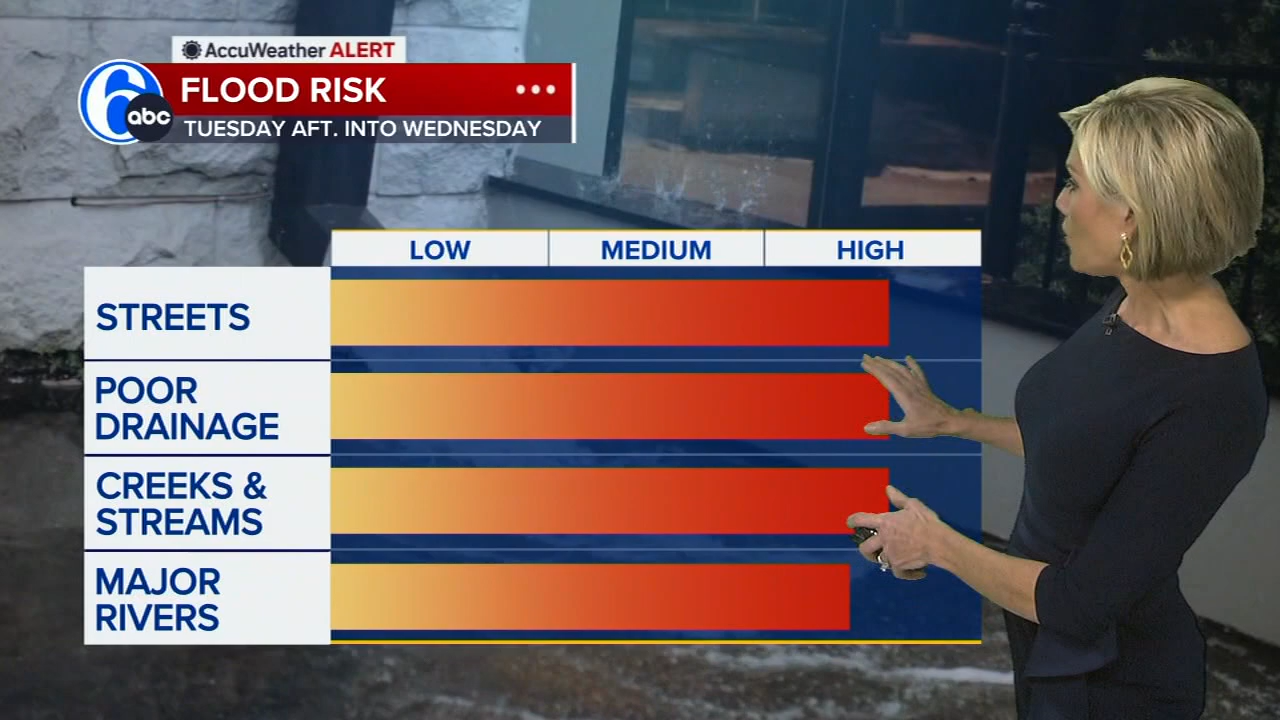 AccuWeather ALERT
FLOOD RISK
6 abc
TUESDAY AFT. INTO WEDNESDAY
LOW MEDIUM HIGH
STREETS
POOR
DRAINAGE
CREEKS &
STREAMS
MAJOR
RIVERS